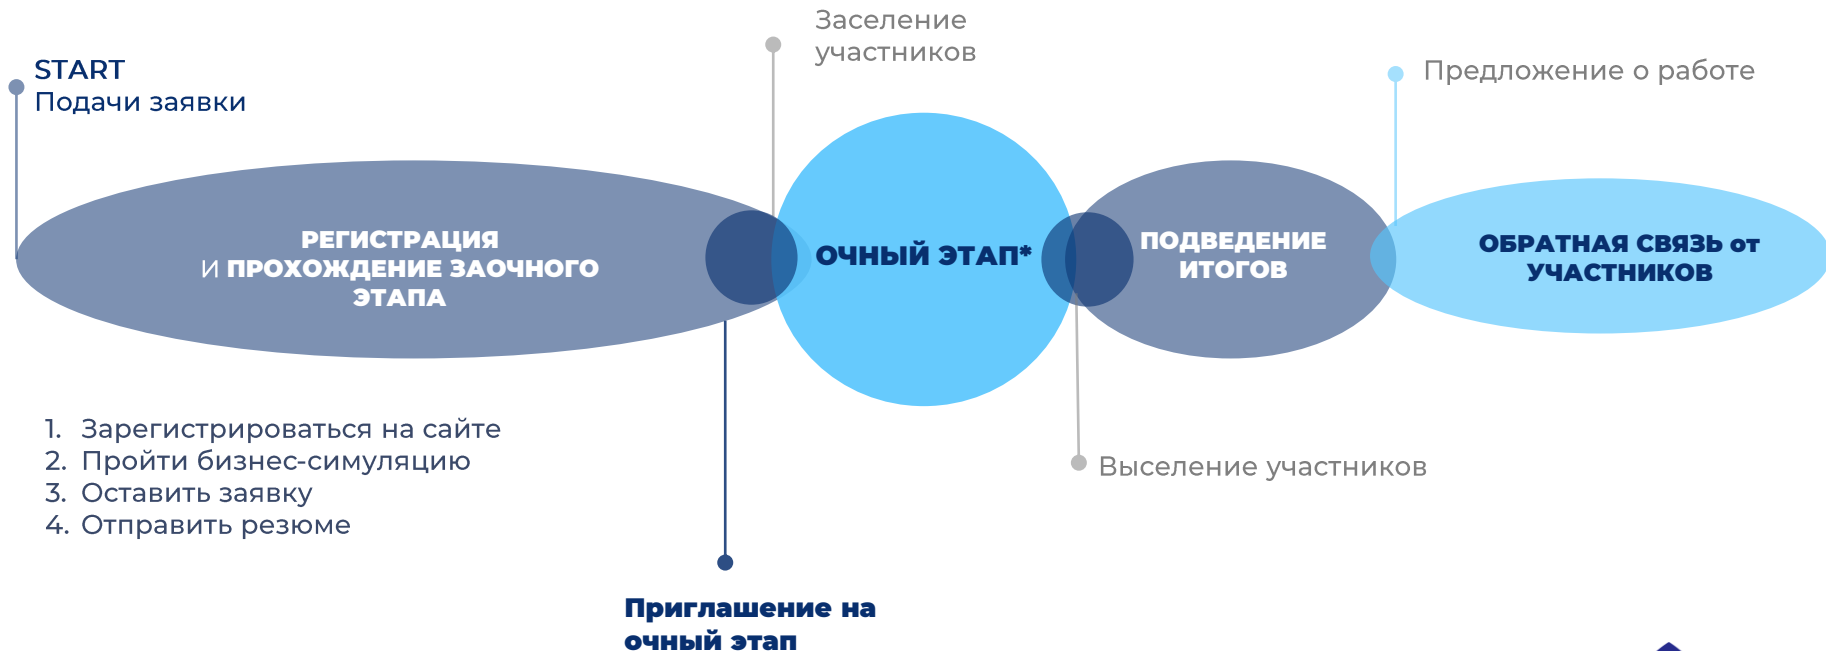 START
Подачи заявки
Заселение
участников
Предложение о работе
РЕГИСТРАЦИЯ
И ПРОХОЖДЕНИЕ ЗАОЧНОГО
ЭТАПА
ОЧНЫЙ ЭТАП*
ПОДВЕДЕНИЕ
ИТОГОВ
ОБРАТНАЯ СВЯЗЬ от
УЧАСТНИКОВ
1. Зарегистрироваться на сайте
2. Пройти бизнес-симуляцию
3. Оставить заявку
4. Отправить резюме
Выселение участников
Приглашение на
очный этап